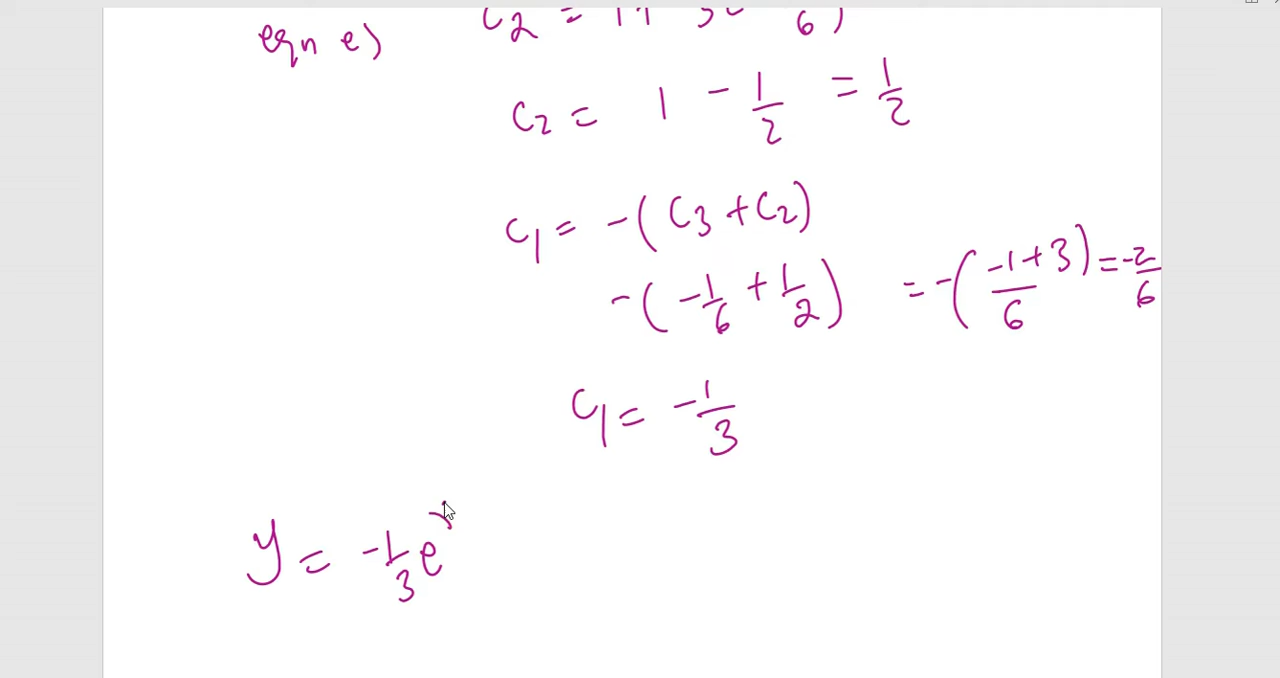 eqn e)
C2 = 1 - 1/2 = 1/2
C1 = -(C3 + C2)
-(-1/6 + 1/2) = -(-1+3/6) = -2/6
C1 = -1/3
y = -1/3 e